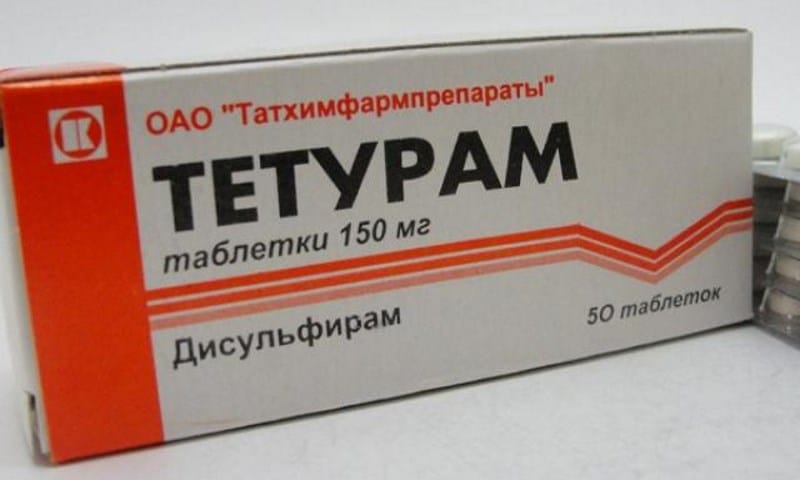 ОАО "Татхимфармпрепараты"
ТЕТУРАМ
таблетки 150 мг
Дисульфирам
50 таблеток